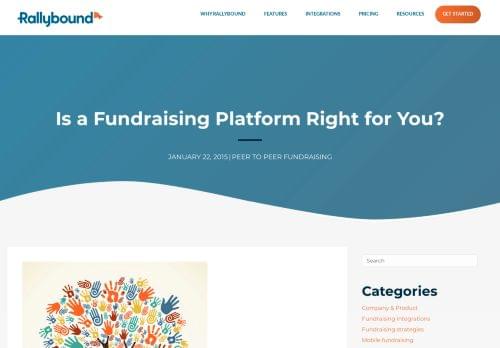 Rallybound
WHY RALLYBOUND
FEATURES
INTEGRATIONS
PRICING
RESOURCES
GET STARTED
Is a Fundraising Platform Right for You?
JANUARY 22, 2015 | PEER TO PEER FUNDRAISING
Search
Categories
Company & Product
Fundraising integrations
Fundraising strategies
Mobile fundraising